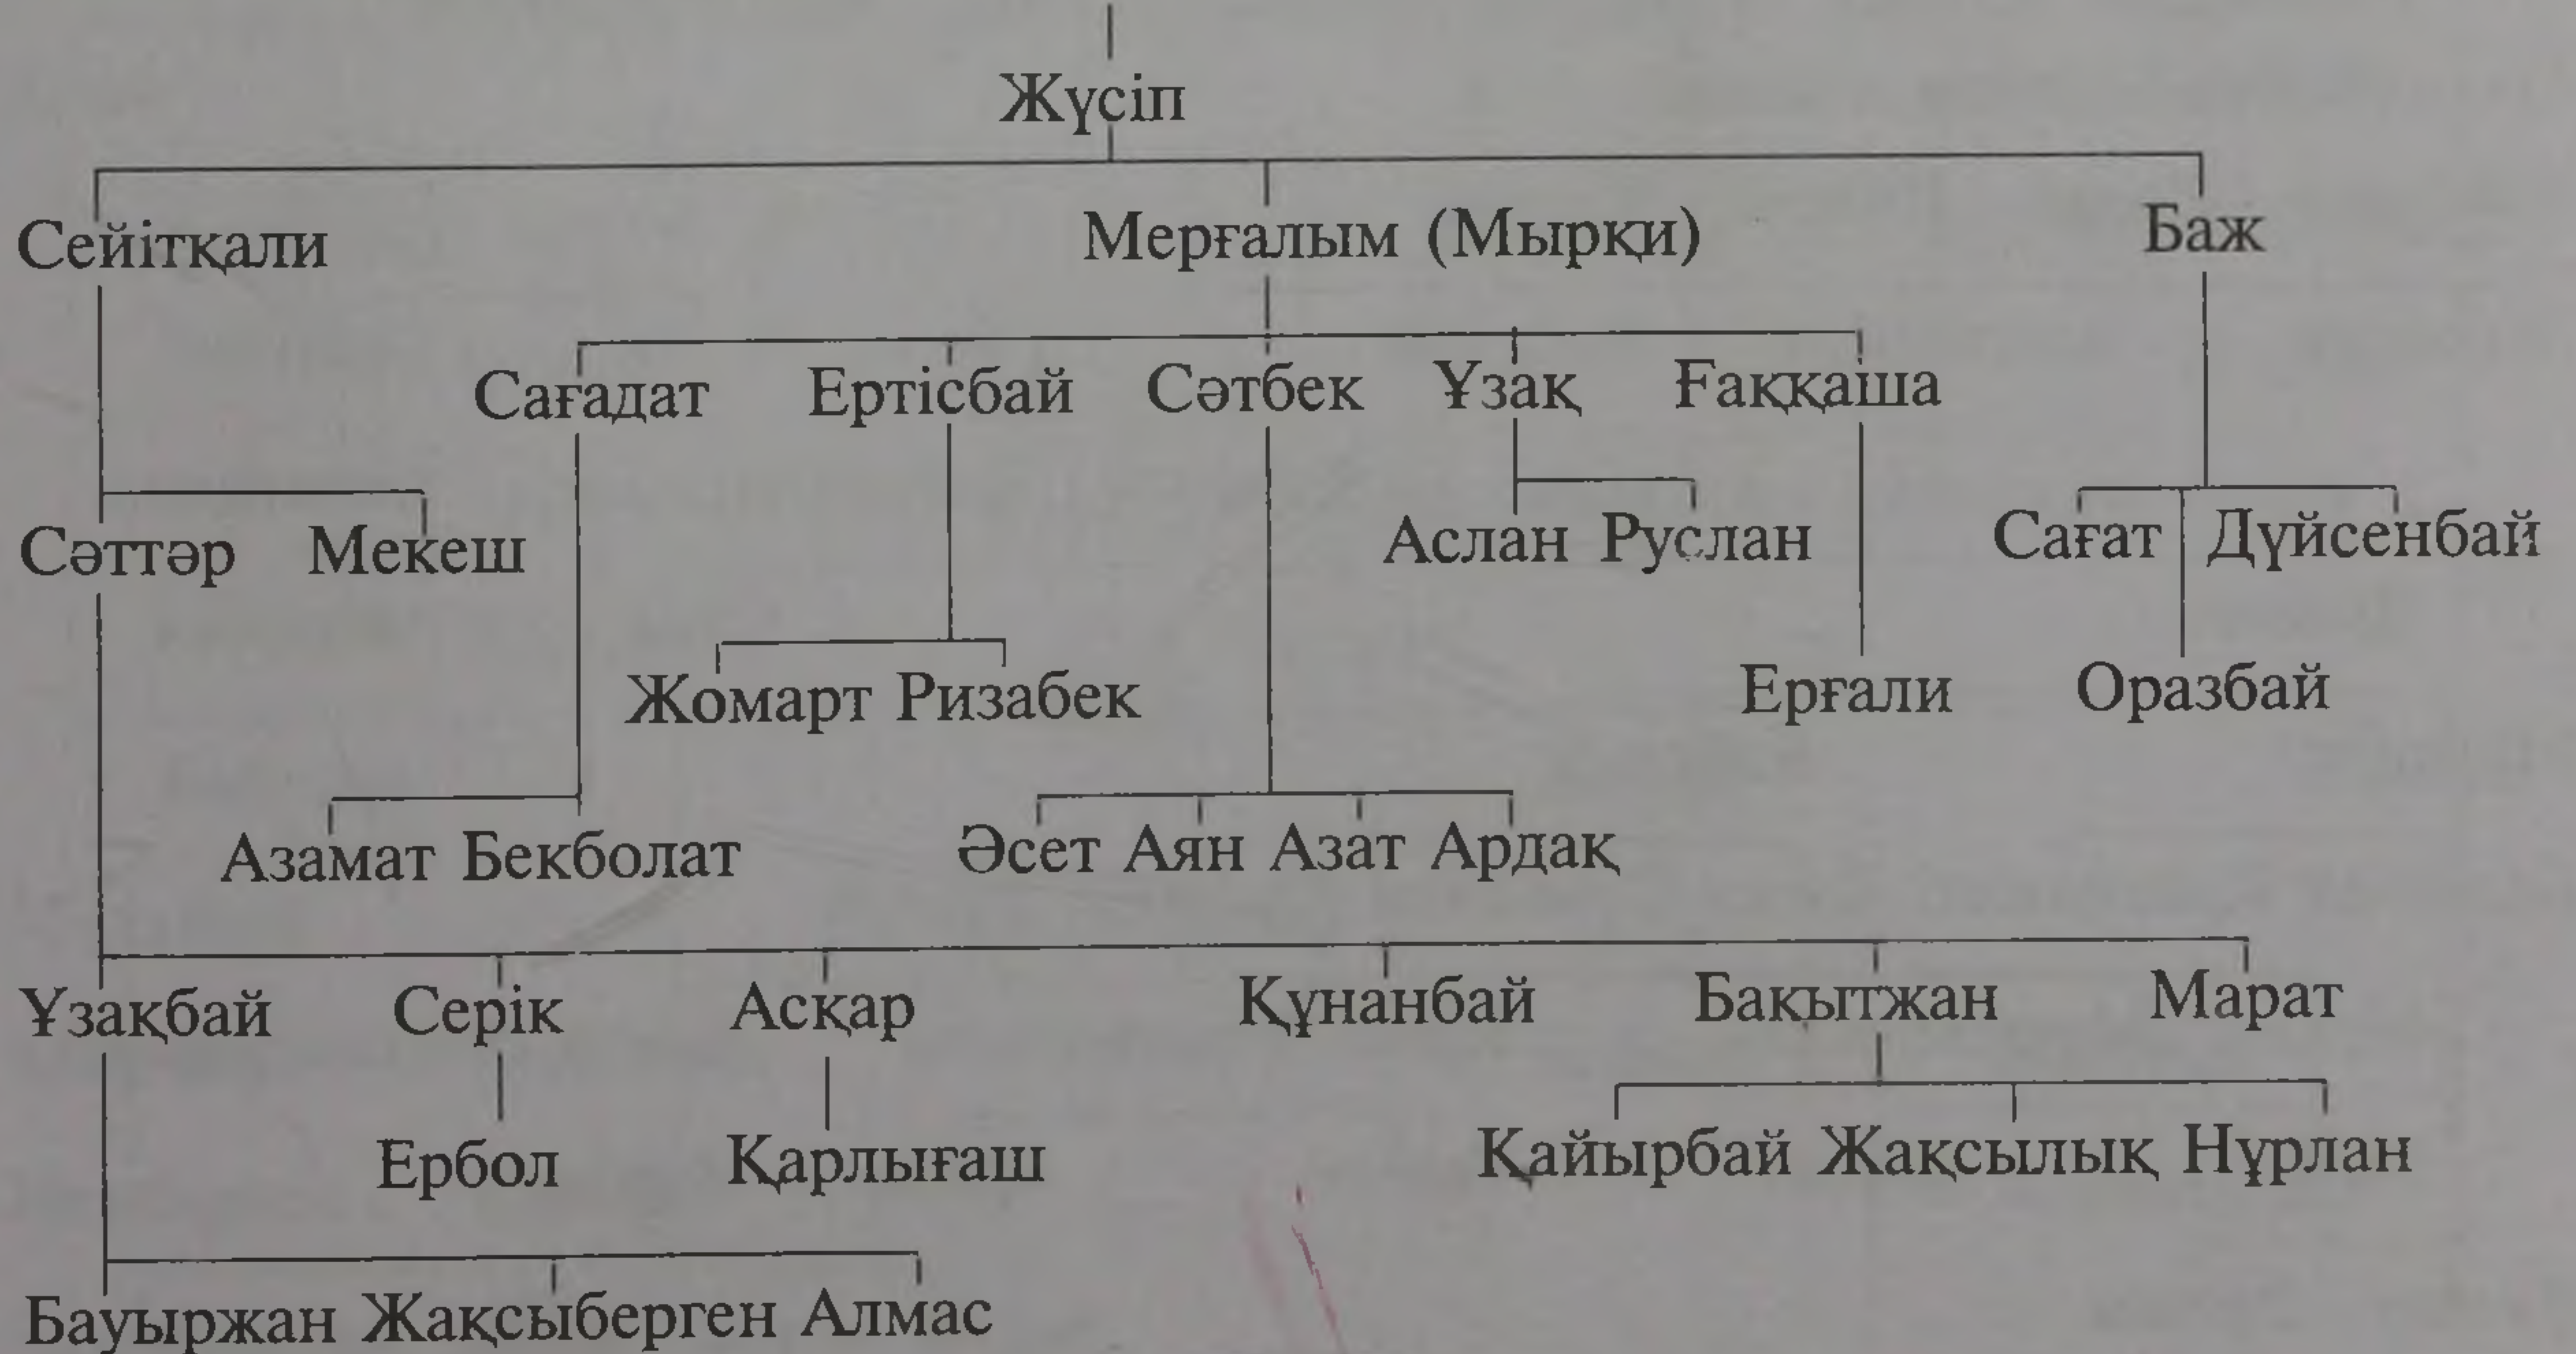 Жүсіп
Сейітқали Мерғалым (Мырқи) Баж
Сағадат Ертісбай Сәтбек Ұзақ Ғаққаша
Сәттәр Мекеш Аслан Руслан Сағат Дүйсенбай
Жомарт Ризабек Ерғали Оразбай
Азамат Бекболат Әсет Аян Азат Ардақ
Ұзақбай Серік Асқар Құнанбай Бақытжан Марат
Ербол Қарлығаш Қайырбай Жақсылық Нұрлан
Бауыржан Жақсыберген Алмас